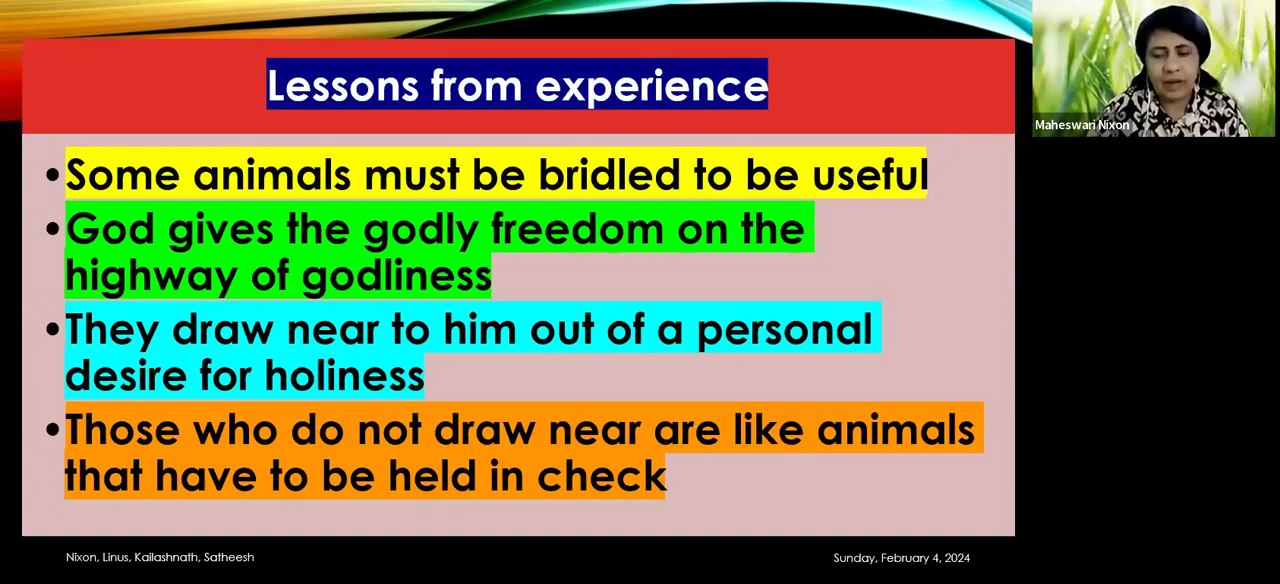 Lessons from experience
Maheswari Nixon
•Some animals must be bridled to be useful
•God gives the godly freedom on the
highway of godliness
•They draw near to him out of a personal
desire for holiness
•Those who do not draw near are like animals
that have to be held in check
Nixon, Linus, Kailashnath, Satheesh
Sunday, February 4, 2024